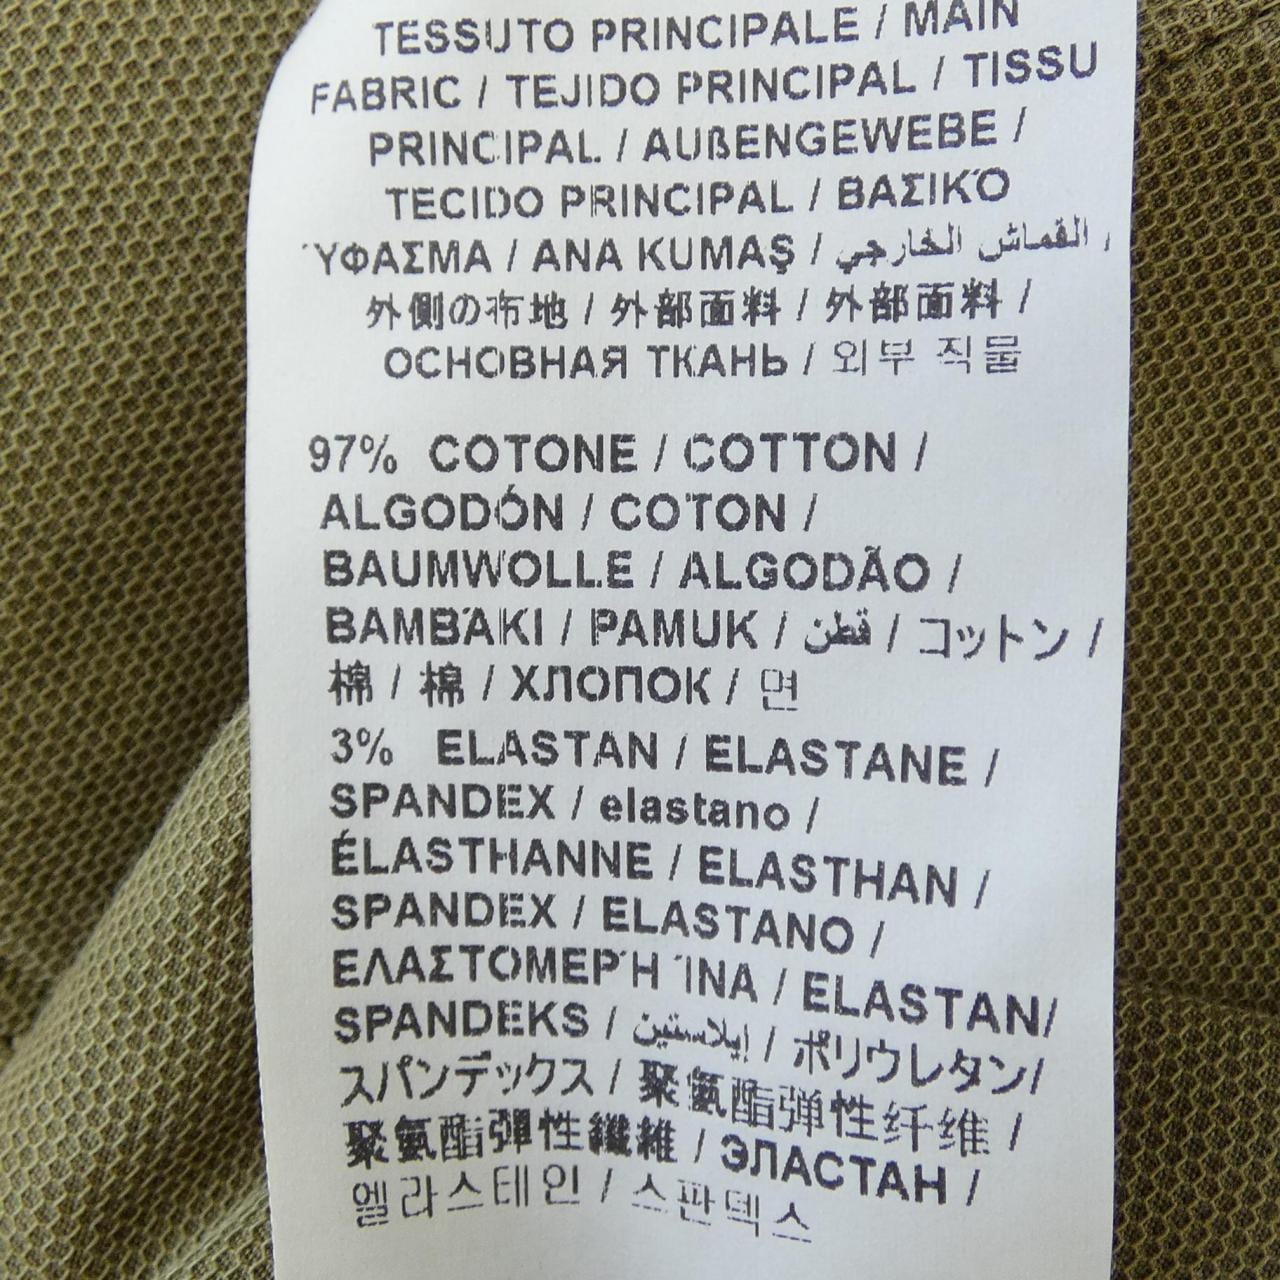 TESSUTO PRINCIPALE / MAIN
FABRIC / TEJIDO PRINCIPAL / TISSU
PRINCIPAL / AUßENGEWEBE /
TECIDO PRINCIPAL / ΒΑΣΙΚΌ
ΎΦΑΣΜΑ / ANA KUMAŞ / القماش الخارجي /
外側の布地 / 外部面料 / 外部面料 /
ОСНОВНАЯ ТКАНЬ / 외부 직물
97% COTONE / COTTON /
ALGODÓN / COTON /
BAUMWOLLE / ALGODÃO /
ΒΑΜΒΆΚΙ / PAMUK / قطن / コットン /
棉 / 棉 / ХЛОПОК / 면
3% ELASTAN / ELASTANE /
SPANDEX / elastano /
ÉLASTHANNE / ELASTHAN /
SPANDEX / ELASTANO /
ΕΛΑΣΤΟΜΕΡΉ ΊΝΑ / ELASTAN/
SPANDEKS / إيلاستين / ポリウレタン/
スパンデックス / 聚氨酯弹性纤维 /
聚氨酯彈性纖維 / ЭЛАСТАН /
엘라스테인 / 스판덱스